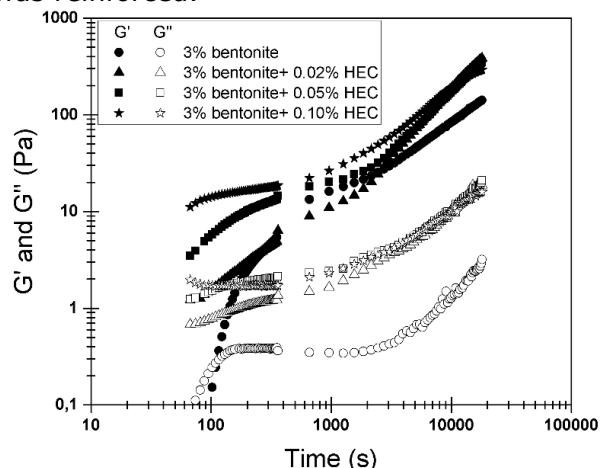 reinforced.
G' and G" (Pa)
1000
100
10
1
0,1
G' G"
3% bentonite
3% bentonite+ 0.02% HEC
3% bentonite+ 0.05% HEC
3% bentonite+ 0.10% HEC
10 100 1000 10000 100000
Time (s)